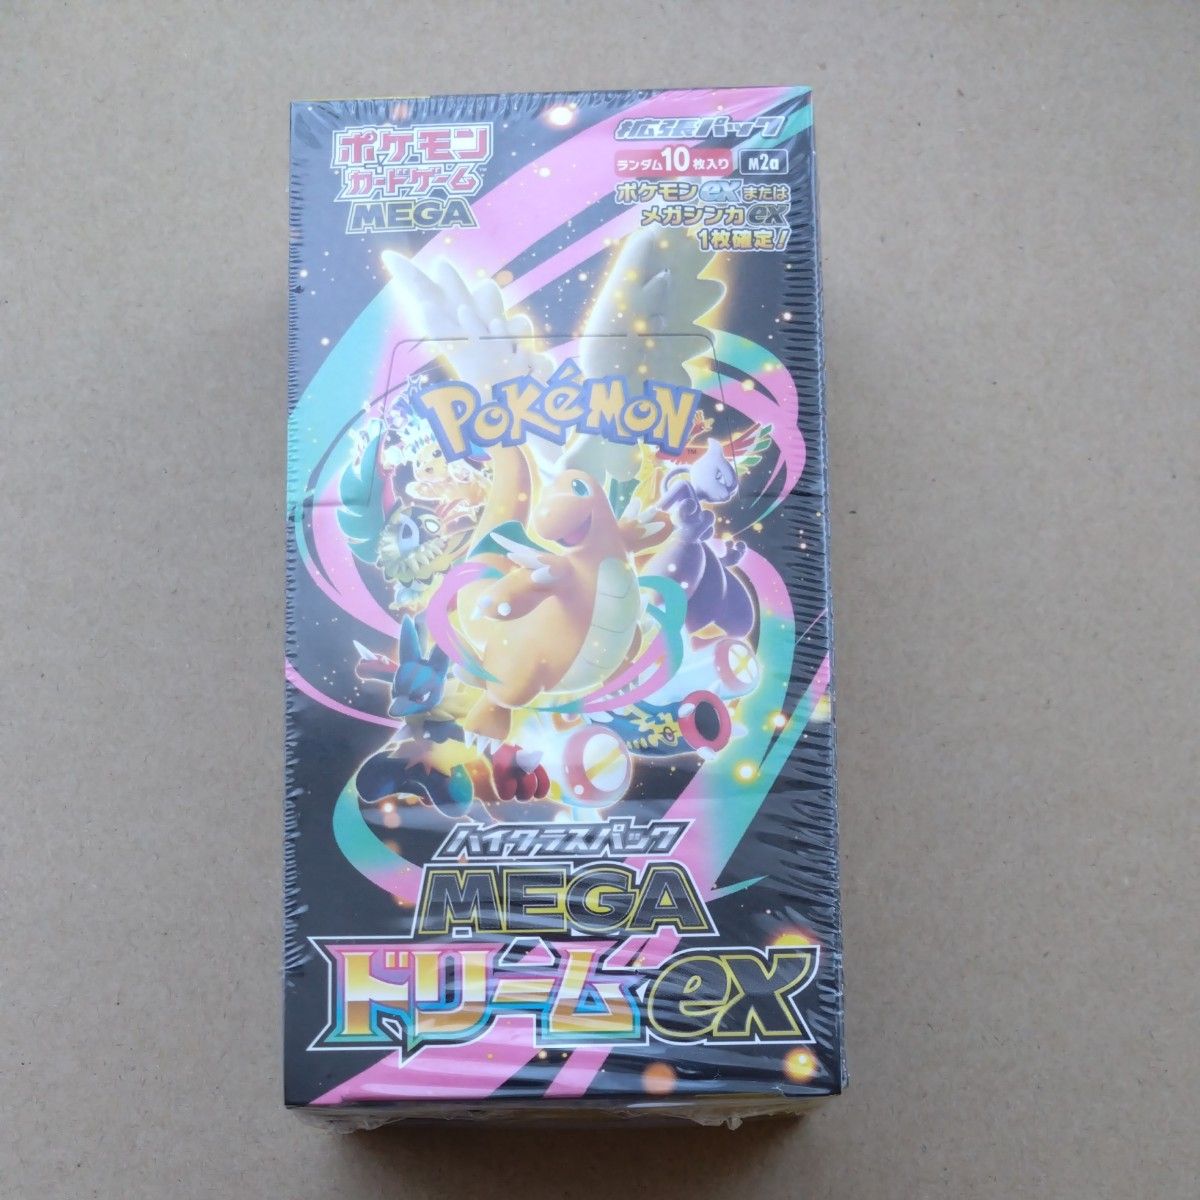 ポケモン
カードゲーム
MEGA
拡張パック
ランダム10枚入り M2a
ポケモンexまたは
メガシンカex
1枚確定!
POKéMON
TM
ハイクラスパック
MEGA
ドリームex